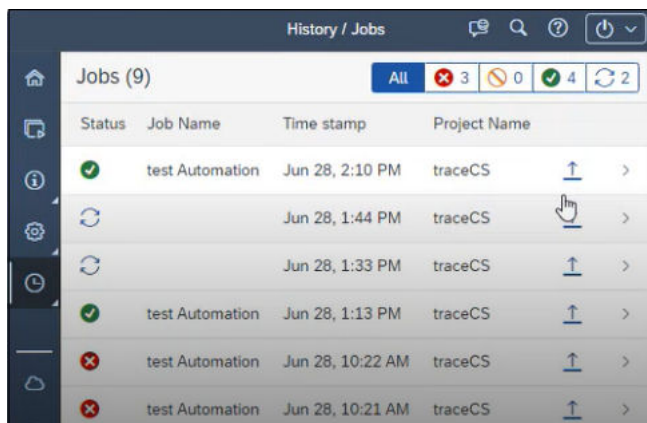 History / Jobs
Jobs (9)
All 3 0 4 2
Status Job Name Time stamp Project Name
test Automation Jun 28, 2:10 PM traceCS
Jun 28, 1:44 PM traceCS
Jun 28, 1:33 PM traceCS
test Automation Jun 28, 1:13 PM traceCS
test Automation Jun 28, 10:22 AM traceCS
test Automation Jun 28, 10:21 AM traceCS